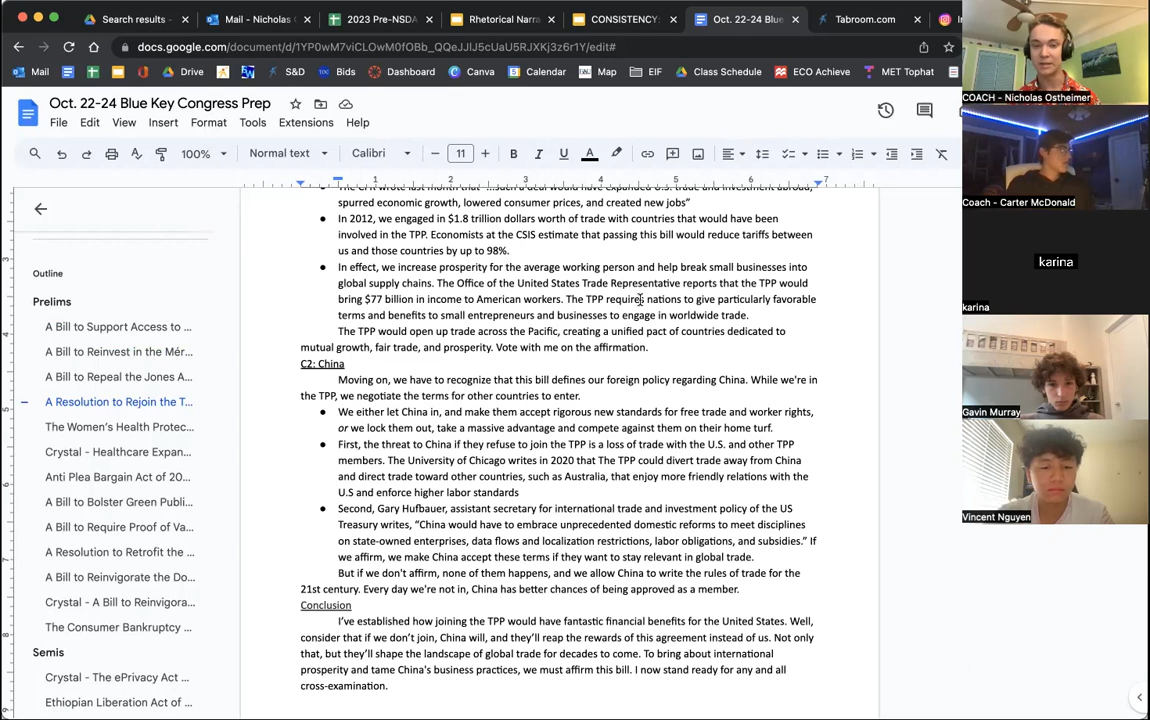 Search results -
Mail - Nicholas
2023 Pre-NSDA
Rhetorical Narra
CONSISTENCY:
Oct. 22-24 Blue
Tabroom.com
docs.google.com/document/d/1YP0wM7viCLOwM0fOBb_QQeJJIJ5cUaU5RJXKj3z6r1Y/edit#
Mail
Drive
S&D
Bids
Dashboard
Canva
Calendar
Map
EIF
Class Schedule
ECO Achieve
MET Tophat
Oct. 22-24 Blue Key Congress Prep
File Edit View Insert Format Tools Extensions Help
100% Normal text Calibri 11
1 2 3 4 5 6 7
spurred economic growth, lowered consumer prices, and created new jobs"
In 2012, we engaged in $1.8 trillion dollars worth of trade with countries that would have been
involved in the TPP. Economists at the CSIS estimate that passing this bill would reduce tariffs between
us and those countries by up to 98%.
In effect, we increase prosperity for the average working person and help break small businesses into
global supply chains. The Office of the United States Trade Representative reports that the TPP would
bring $77 billion in income to American workers. The TPP requires nations to give particularly favorable
terms and benefits to small entrepreneurs and businesses to engage in worldwide trade.
The TPP would open up trade across the Pacific, creating a unified pact of countries dedicated to
mutual growth, fair trade, and prosperity. Vote with me on the affirmation.
C2: China
Moving on, we have to recognize that this bill defines our foreign policy regarding China. While we're in
the TPP, we negotiate the terms for other countries to enter.
We either let China in, and make them accept rigorous new standards for free trade and worker rights,
or we lock them out, take a massive advantage and compete against them on their home turf.
First, the threat to China if they refuse to join the TPP is a loss of trade with the U.S. and other TPP
members. The University of Chicago writes in 2020 that The TPP could divert trade away from China
and direct trade toward other countries, such as Australia, that enjoy more friendly relations with the
U.S and enforce higher labor standards
Second, Gary Hufbauer, assistant secretary for international trade and investment policy of the US
Treasury writes, "China would have to embrace unprecedented domestic reforms to meet disciplines
on state-owned enterprises, data flows and localization restrictions, labor obligations, and subsidies." If
we affirm, we make China accept these terms if they want to stay relevant in global trade.
But if we don't affirm, none of them happens, and we allow China to write the rules of trade for the
21st century. Every day we're not in, China has better chances of being approved as a member.
Conclusion
I've established how joining the TPP would have fantastic financial benefits for the United States. Well,
consider that if we don't join, China will, and they'll reap the rewards of this agreement instead of us. Not only
that, but they'll shape the landscape of global trade for decades to come. To bring about international
prosperity and tame China's business practices, we must affirm this bill. I now stand ready for any and all
cross-examination.
Outline
Prelims
A Bill to Support Access to ...
A Bill to Reinvest in the Mér...
A Bill to Repeal the Jones A...
A Resolution to Rejoin the T...
The Women's Health Protec...
Crystal - Healthcare Expan...
Anti Plea Bargain Act of 20...
A Bill to Bolster Green Publi...
A Bill to Require Proof of Va...
A Resolution to Retrofit the ...
A Bill to Reinvigorate the Do...
Crystal - A Bill to Reinvigora...
The Consumer Bankruptcy ...
Semis
Crystal - The ePrivacy Act ...
Ethiopian Liberation Act of ...
COACH - Nicholas Ostheimer
Coach - Carter McDonald
karina
karina
Gavin Murray
Vincent Nguyen